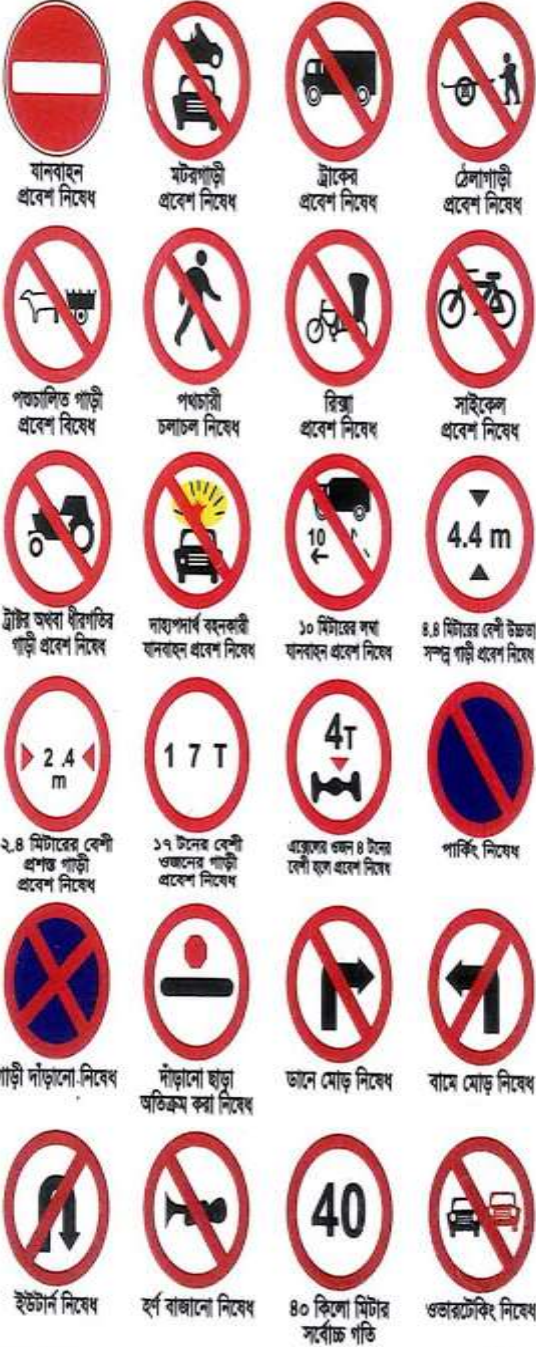 যানবাহন
প্রবেশ নিষেধ
মটরগাড়ী
প্রবেশ নিষেধ
ট্রাকের
প্রবেশ নিষেধ
ঠেলাগাড়ী
প্রবেশ নিষেধ
পশুচালিত গাড়ী
প্রবেশ বিষেধ
পথচারী
চলাচল নিষেধ
রিক্সা
প্রবেশ নিষেধ
সাইকেল
প্রবেশ নিষেধ
10
4.4 m
ট্রাক্টর অথবা ধীরগতির
গাড়ী প্রবেশ নিষেধ
দাহ্যপদার্থ বহনকারী
যানবাহন প্রবেশ নিষেধ
১০ মিটারের লম্বা
যানবাহন প্রবেশ নিষেধ
৪.৪ মিটারের বেশী উচ্চতা
সম্পন্ন গাড়ী প্রবেশ নিষেধ
2 .4
m
1 7 T
4T
২.৪ মিটারের বেশী
প্রশস্ত গাড়ী
প্রবেশ নিষেধ
১৭ টনের বেশী
ওজনের গাড়ী
প্রবেশ নিষেধ
এক্সেলের ওজন ৪ টনের
বেশী হলে প্রবেশ নিষেধ
পার্কিং নিষেধ
গাড়ী দাঁড়ানো নিষেধ
দাঁড়ানো ছাড়া
অতিক্রম করা নিষেধ
ডানে মোড় নিষেধ
বামে মোড় নিষেধ
40
ইউটার্ন নিষেধ
হর্ণ বাজানো নিষেধ
৪০ কিলো মিটার
সর্বোচ্চ গতি
ওভারটেকিং নিষেধ